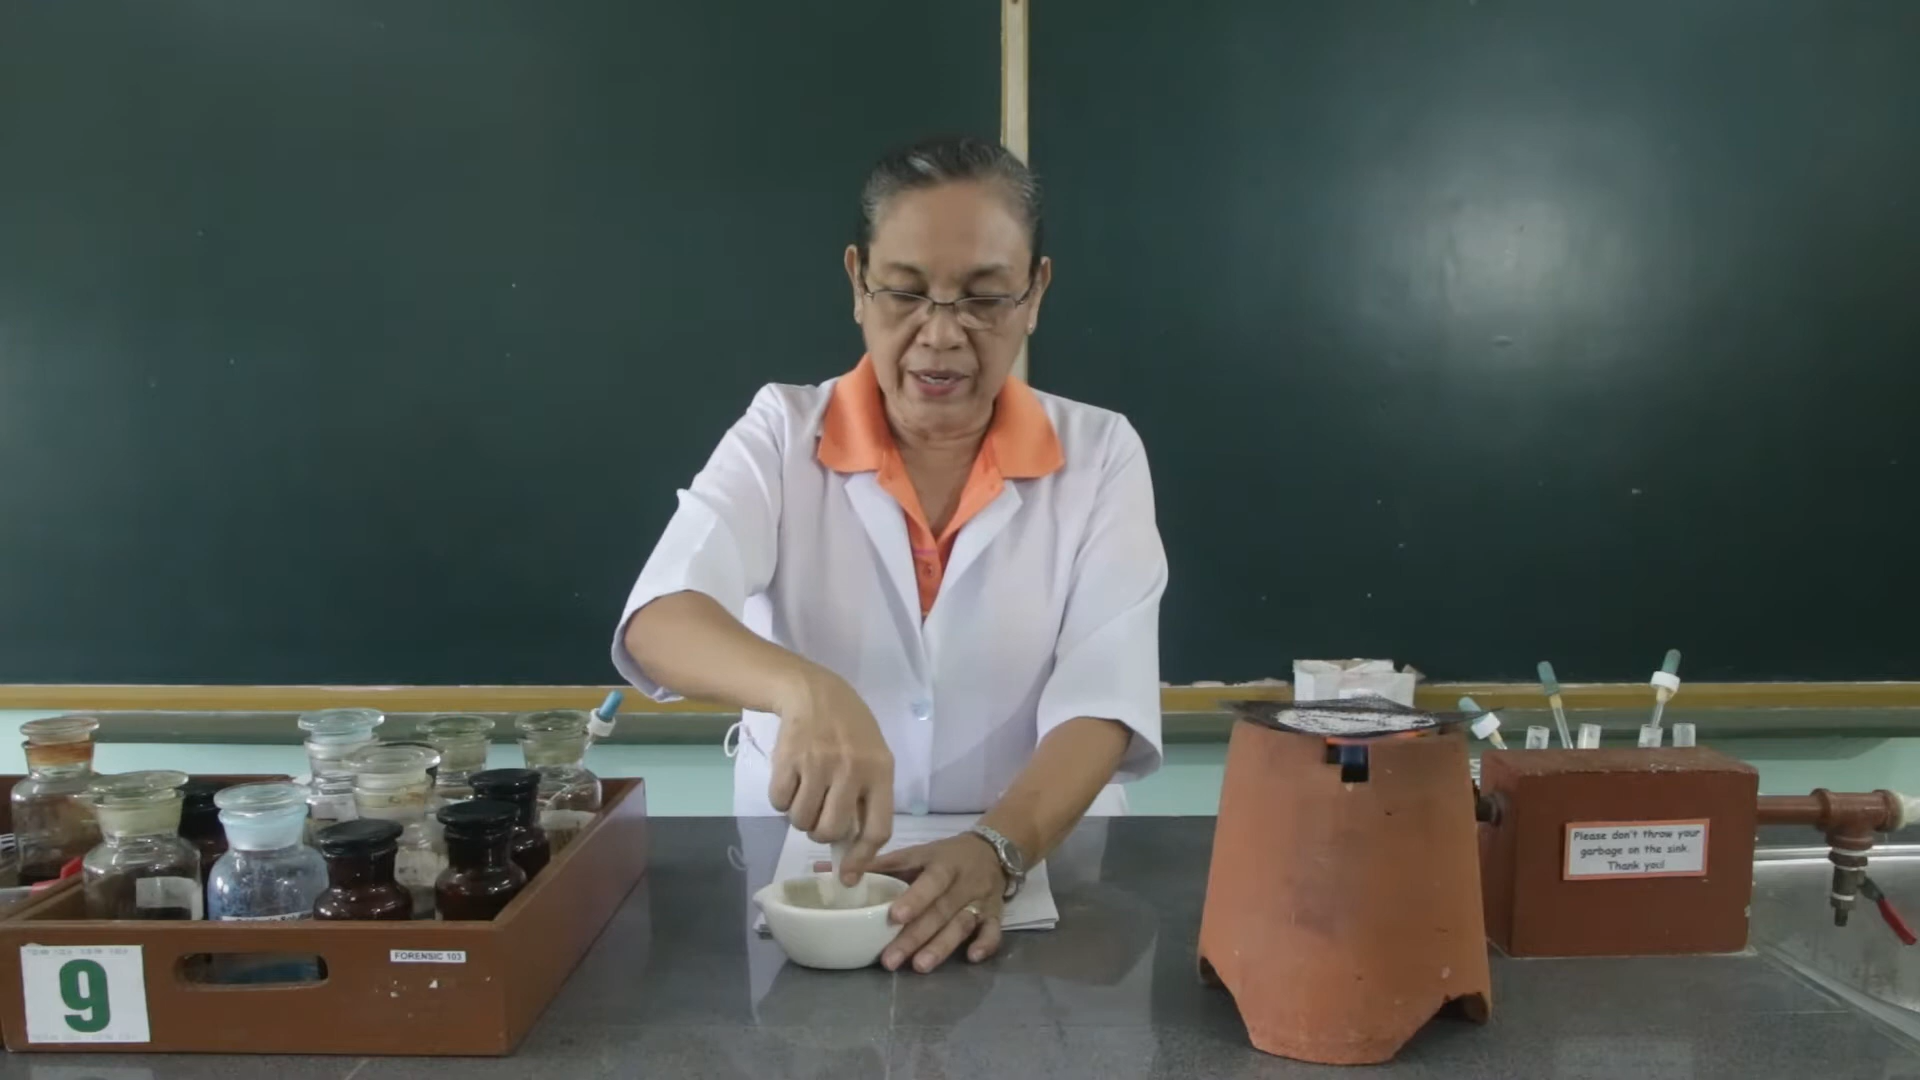 9
FORENSIC 103
Please don't throw your
garbage on the sink.
Thank you!